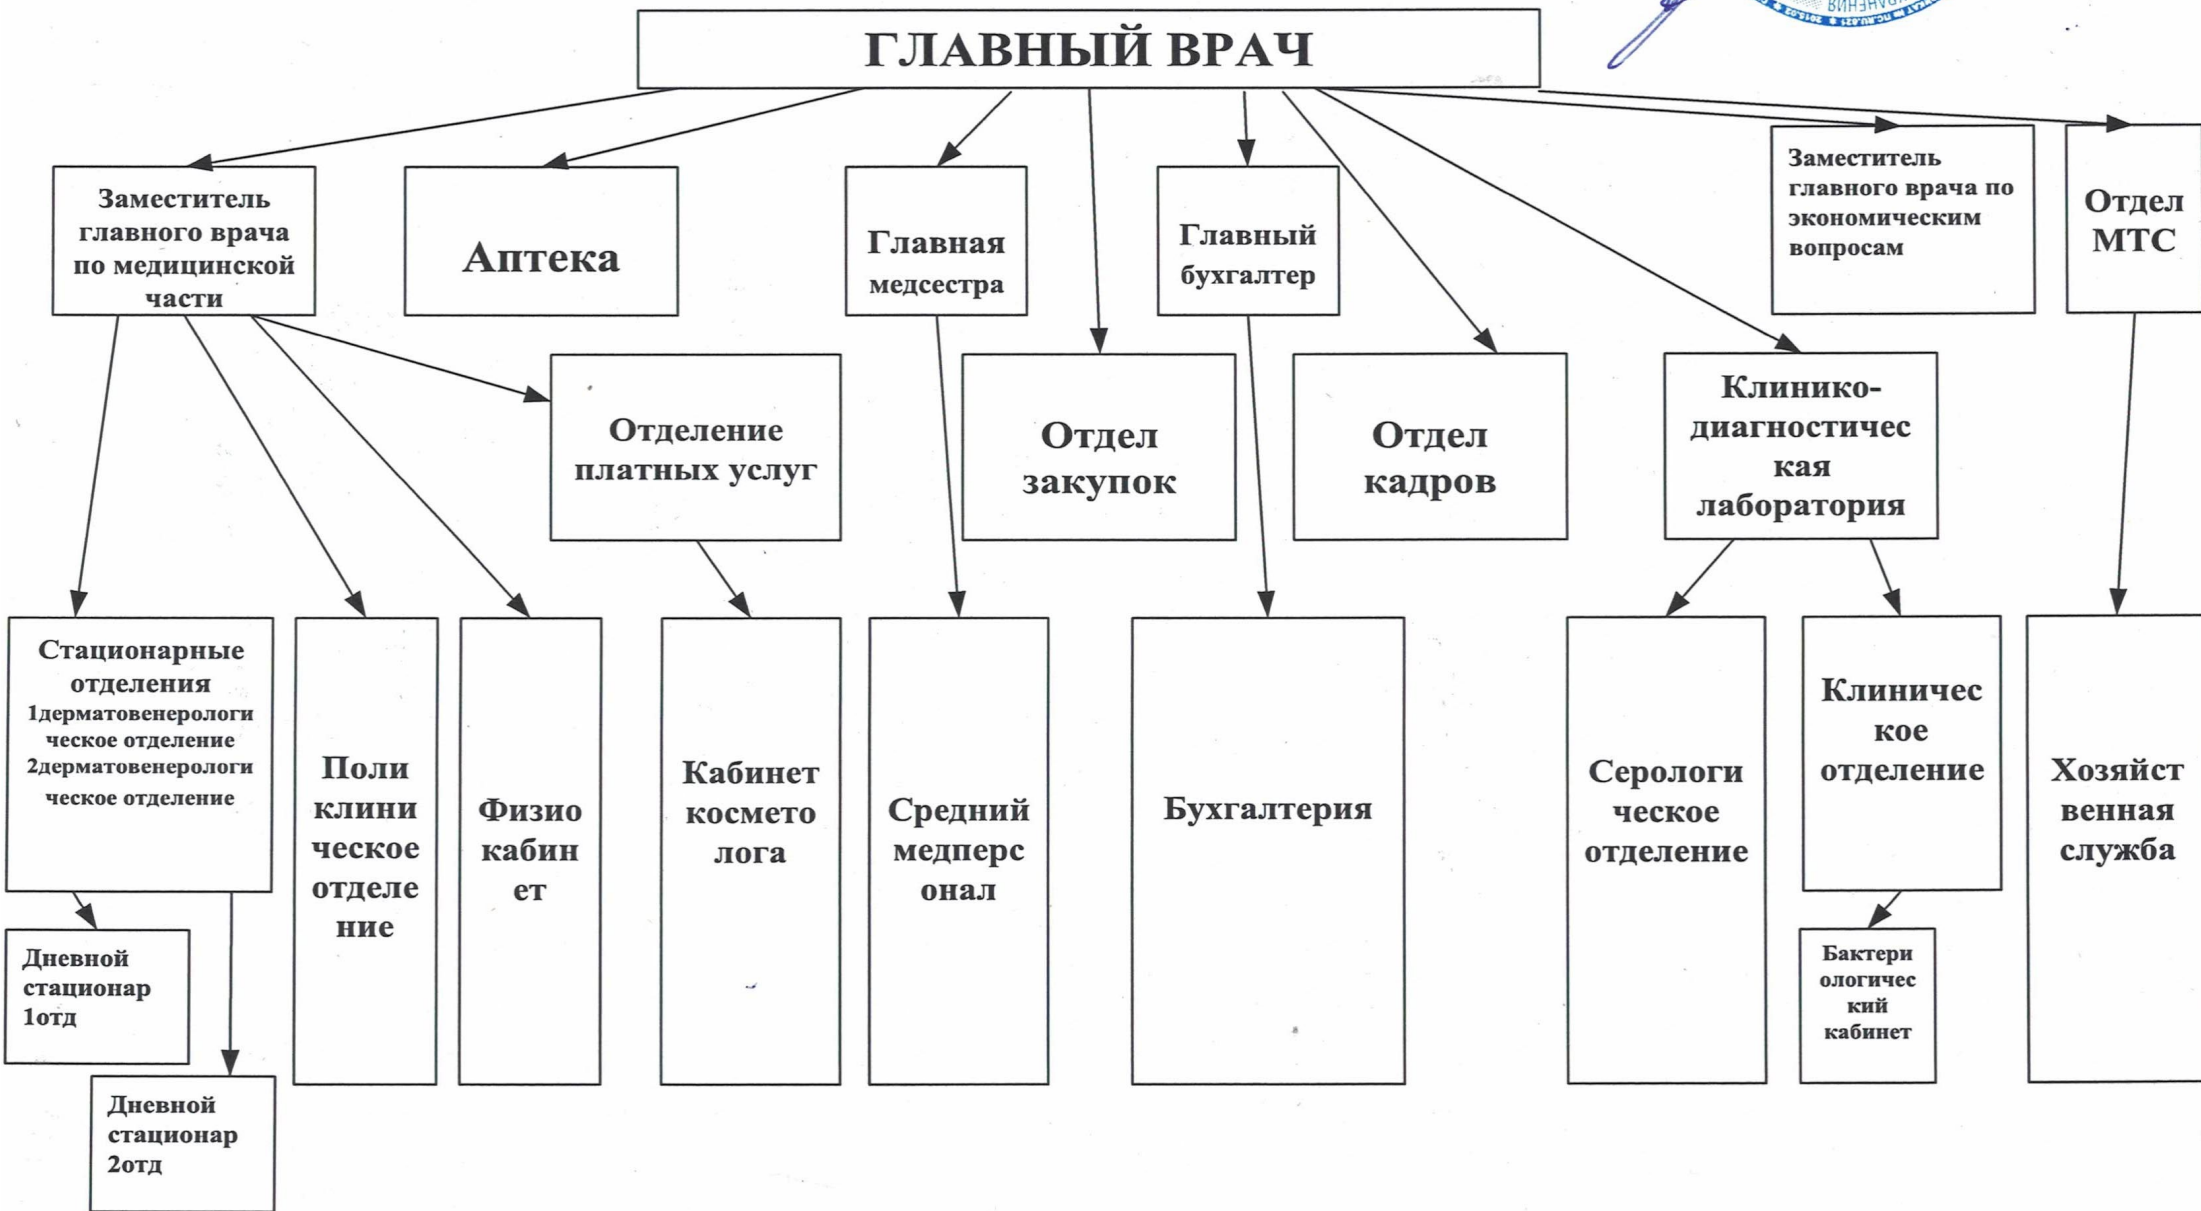 ГЛАВНЫЙ ВРАЧ
Заместитель
главного врача
по медицинской
части
Аптека
Главная
медсестра
Главный
бухгалтер
Заместитель
главного врача по
экономическим
вопросам
Отдел
МТС
Отделение
платных услуг
Отдел
закупок
Отдел
кадров
Клинико-
диагностичес
кая
лаборатория
Стационарные
отделения
1дерматовенерологи
ческое отделение
2дерматовенерологи
ческое отделение
Поли
клини
ческое
отделе
ние
Физио
кабин
ет
Кабинет
космето
лога
Средний
медперс
онал
Бухгалтерия
Серологи
ческое
отделение
Клиничес
кое
отделение
Хозяйст
венная
служба
Дневной
стационар
1отд
Бактери
ологичес
кий
кабинет
Дневной
стационар
2отд